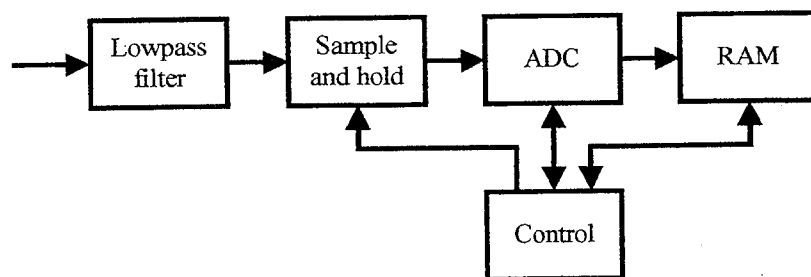 Lowpass
filter
Sample
and hold
ADC
RAM
Control